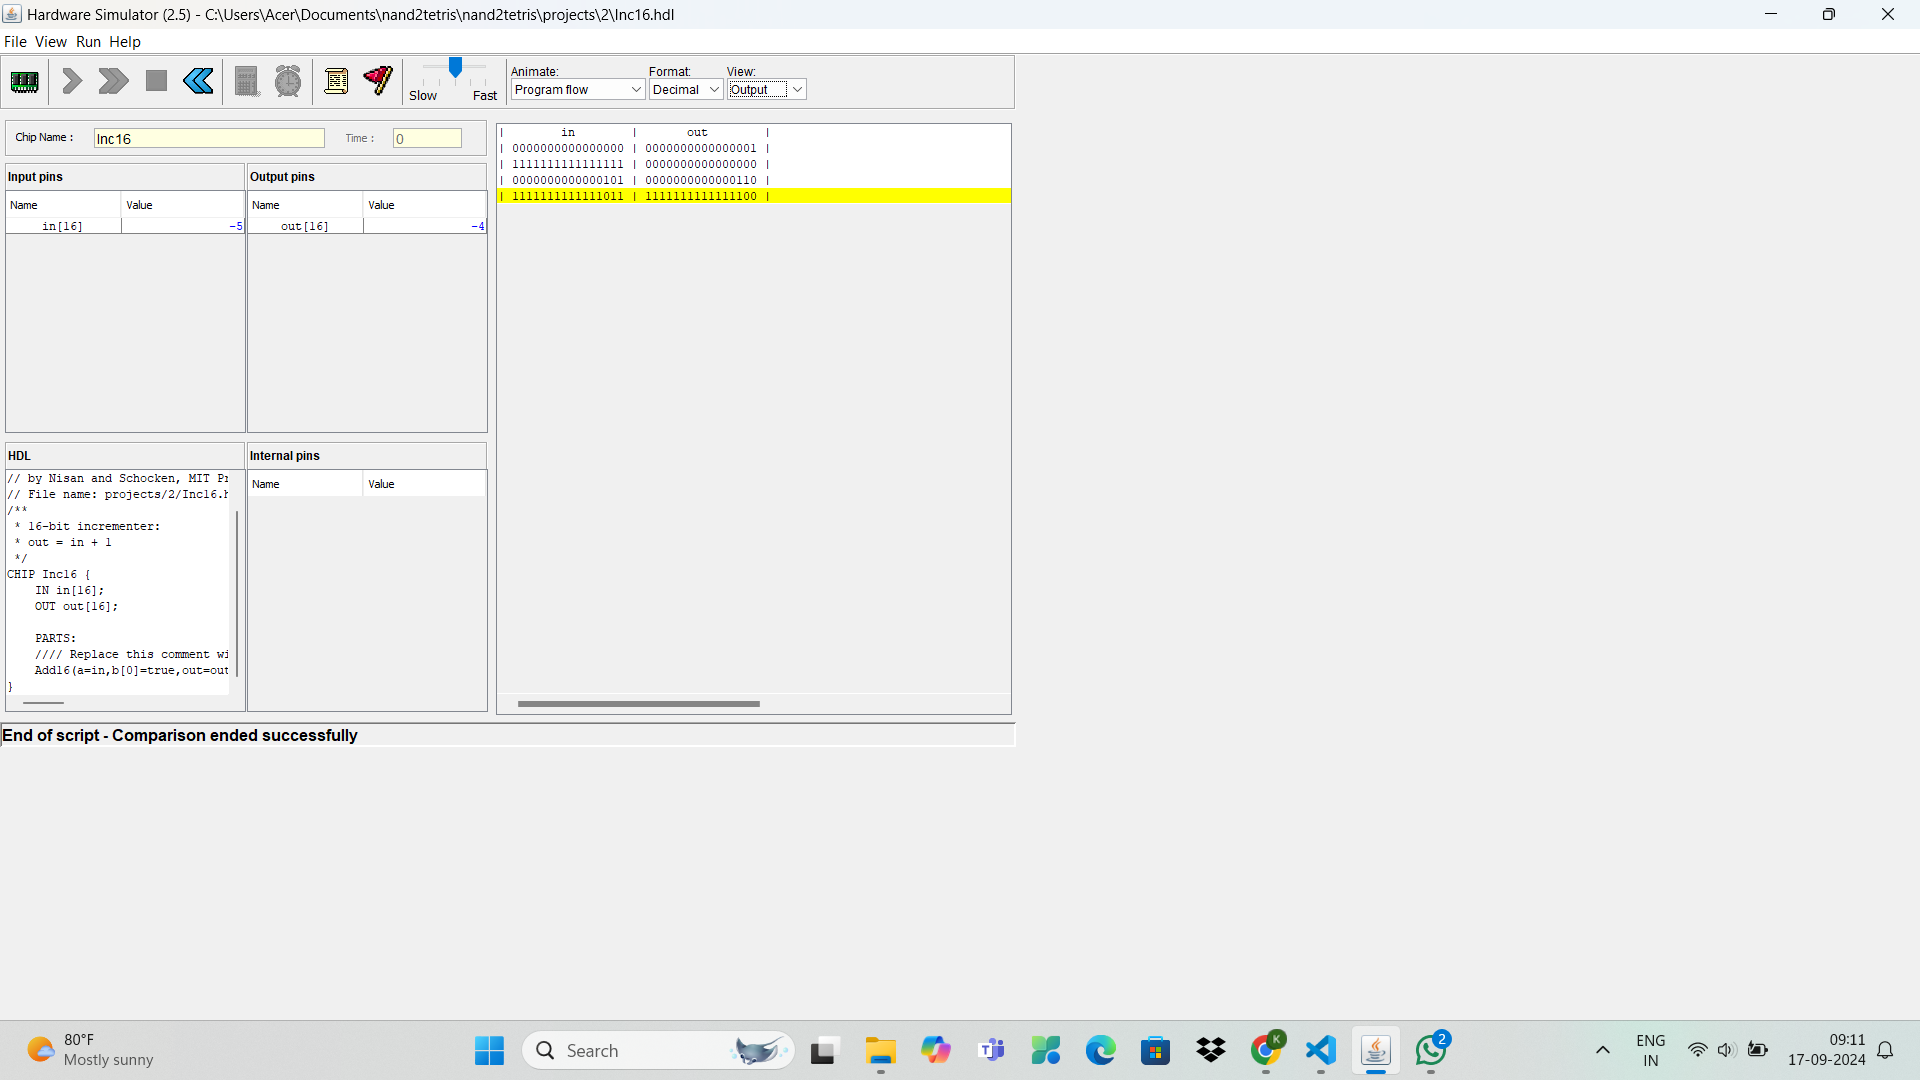 Hardware Simulator (2.5) - C:\Users\Acer\Documents\nand2tetris\nand2tetris\projects\2\Inc16.hdl
File View Run Help
Animate: Format: View:
Slow Fast Program flow Decimal Output
Chip Name : Inc16 Time : 0
Input pins Output pins
Name Value Name Value
in[16] -5 out[16] -4
| in | out |
| 0000000000000000 | 0000000000000001 |
| 1111111111111111 | 0000000000000000 |
| 0000000000000101 | 0000000000000110 |
| 1111111111111011 | 1111111111111100 |
HDL Internal pins
Name Value
// by Nisan and Schocken, MIT Pr
// File name: projects/2/Inc16.h
/**
* 16-bit incrementer:
* out = in + 1
*/
CHIP Inc16 {
IN in[16];
OUT out[16];
PARTS:
//// Replace this comment wi
Add16(a=in,b[0]=true,out=out
}
End of script - Comparison ended successfully
80°F
Mostly sunny
Search
K
2
ENG
IN
09:11
17-09-2024